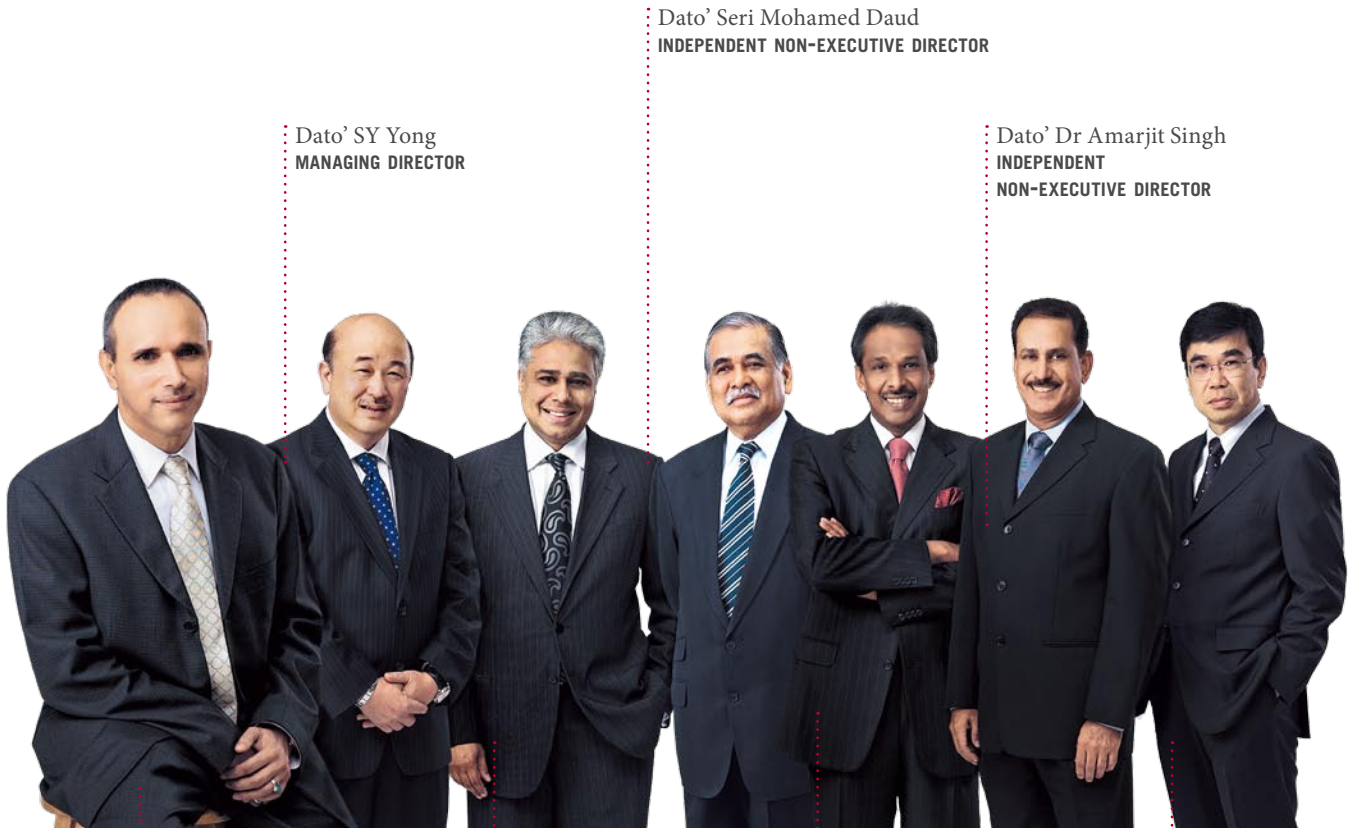 Dato’ Seri Mohamed Daud
INDEPENDENT NON-EXECUTIVE DIRECTOR
Dato’ SY Yong
MANAGING DIRECTOR
Dato’ Dr Amarjit Singh
INDEPENDENT
NON-EXECUTIVE DIRECTOR